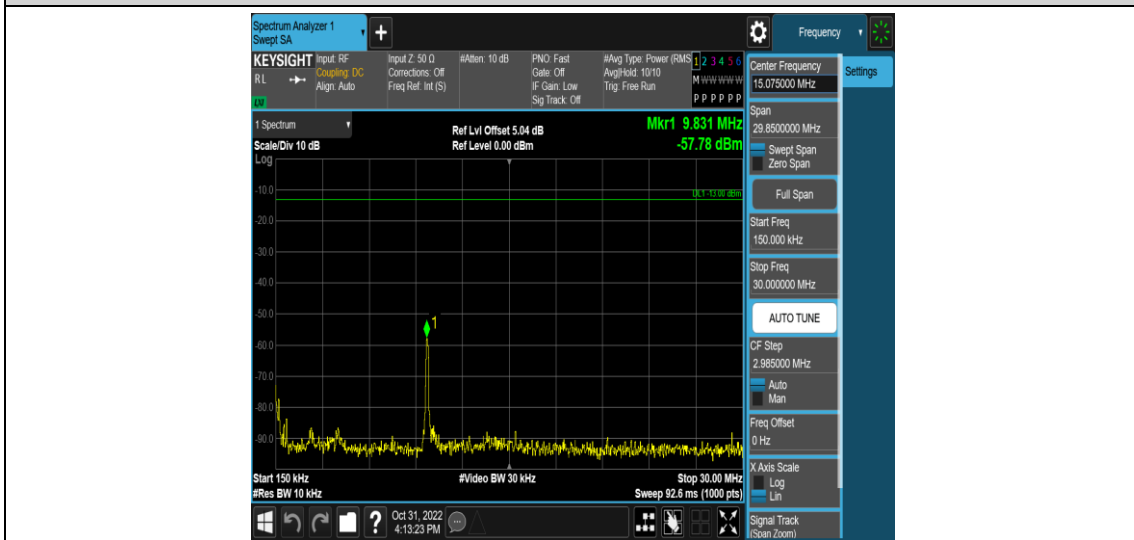 Spectrum Analyzer 1
Swept SA
+
Frequency
KEYSIGHT
RL
LXI
Input: RF
Coupling: DC
Align: Auto
Input Z: 50 Ω
Corrections: Off
Freq Ref: Int (S)
#Atten: 10 dB
PNO: Fast
Gate: Off
IF Gain: Low
Sig Track: Off
#Avg Type: Power (RMS
Avg|Hold: 10/10
Trig: Free Run
1 2 3 4 5 6
M W W W W W
P P P P P P
Center Frequency
15.075000 MHz
Settings
1 Spectrum
Scale/Div 10 dB
Log
Ref Lvl Offset 5.04 dB
Ref Level 0.00 dBm
Mkr1 9.831 MHz
-57.78 dBm
DL1 -13.00 dBm
-10.0
-20.0
-30.0
-40.0
-50.0
-60.0
-70.0
-80.0
-90.0
1
Start 150 kHz
#Res BW 10 kHz
#Video BW 30 kHz
Stop 30.00 MHz
Sweep 92.6 ms (1000 pts)
Span
29.8500000 MHz
Swept Span
Zero Span
Full Span
Start Freq
150.000 kHz
Stop Freq
30.000000 MHz
AUTO TUNE
CF Step
2.985000 MHz
Auto
Man
Freq Offset
0 Hz
X Axis Scale
Log
Lin
Signal Track
(Span Zoom)
?
Oct 31, 2022
4:13:23 PM